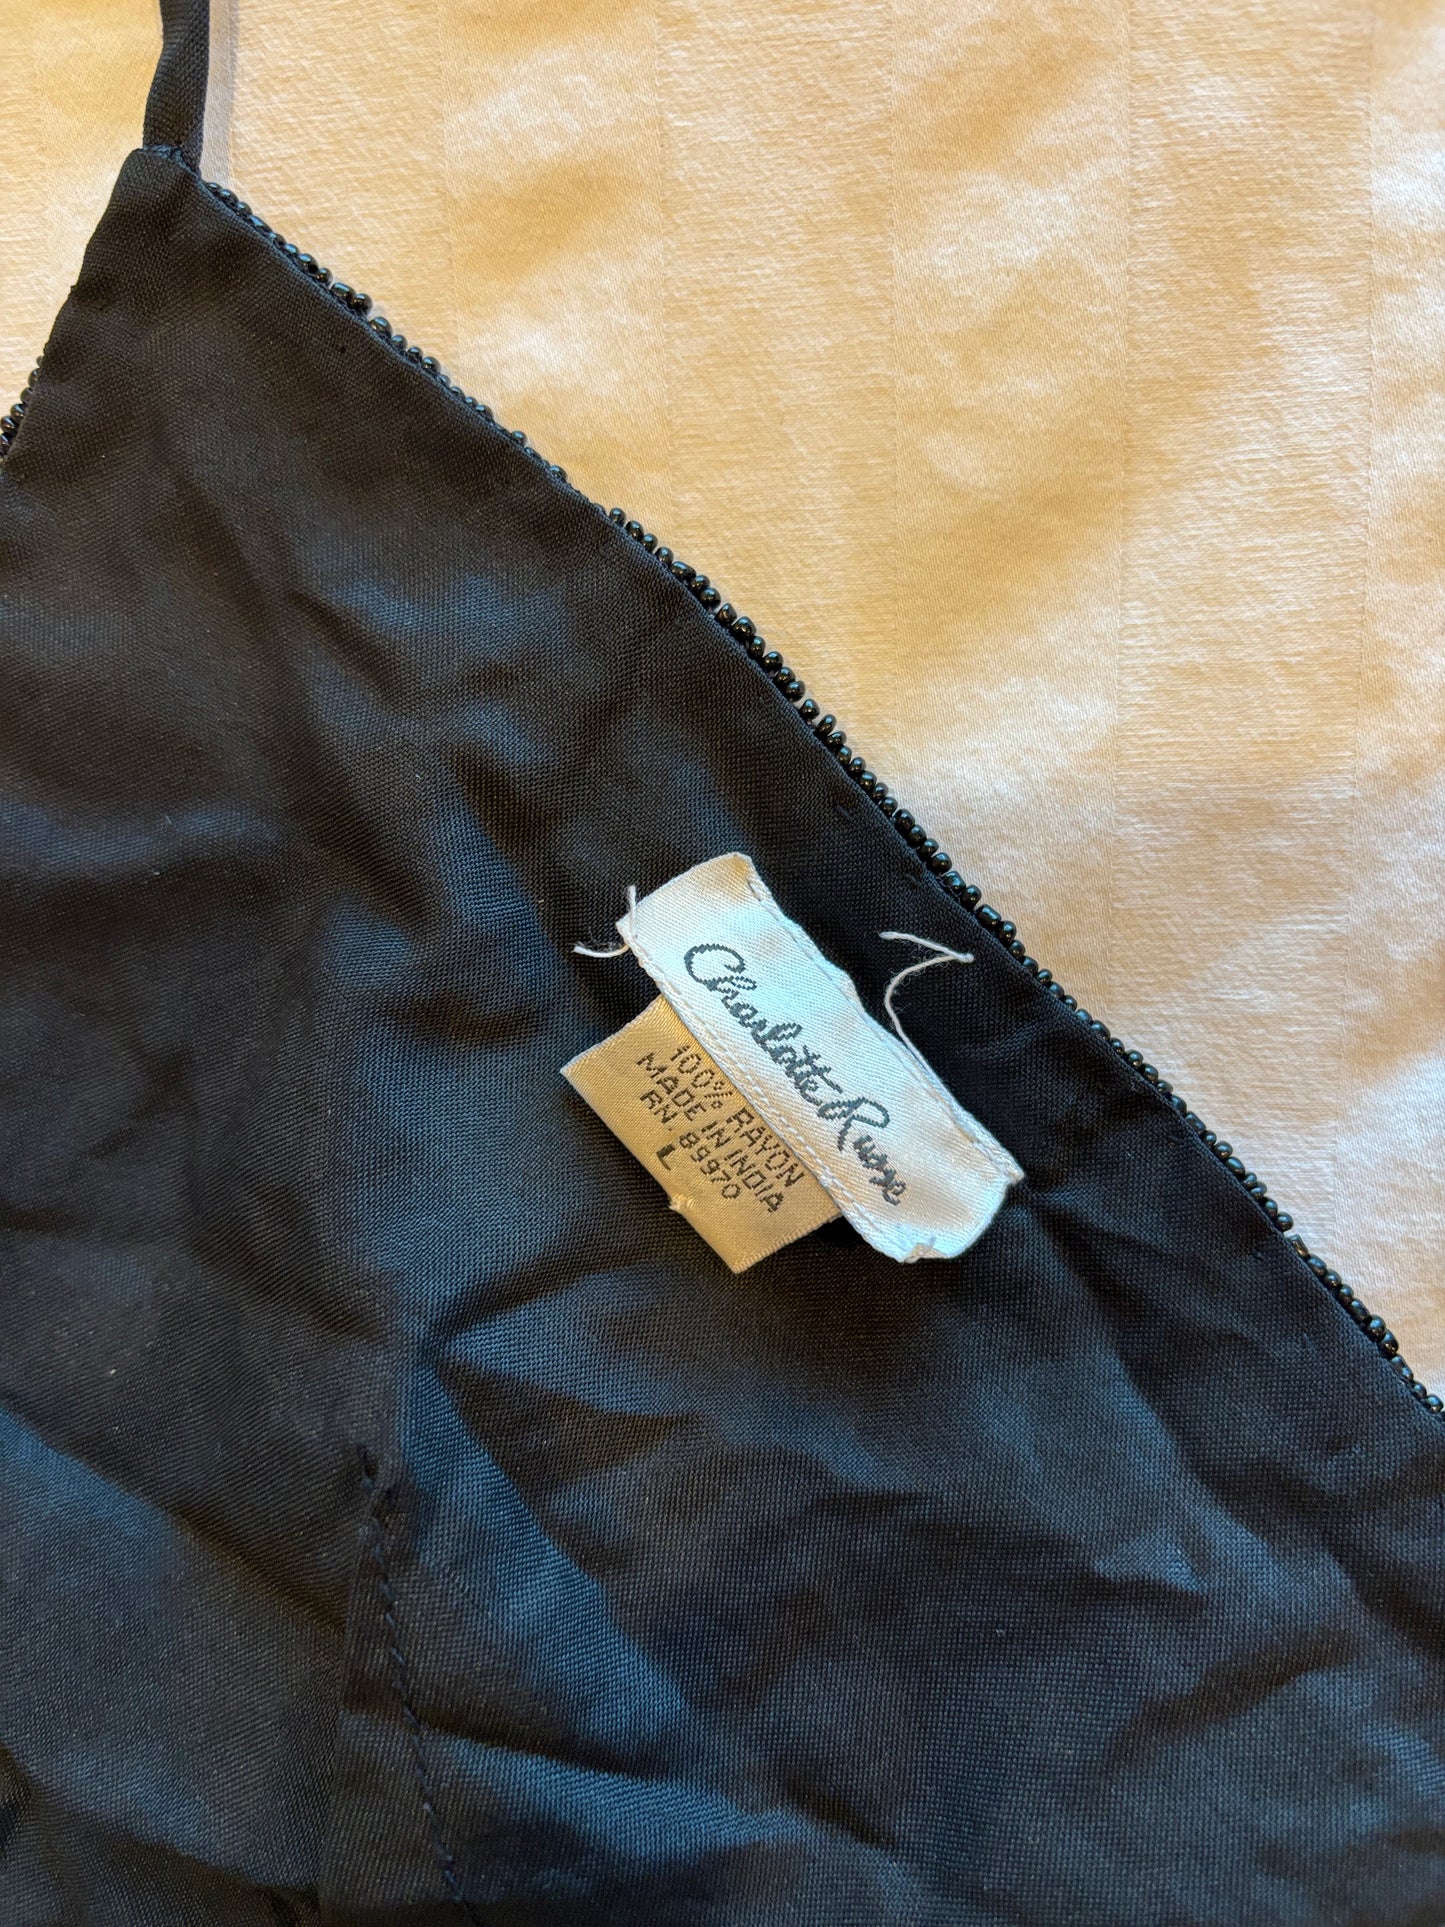 Charlotte Russe
100% RAYON
MADE IN INDIA
RN 89970
L